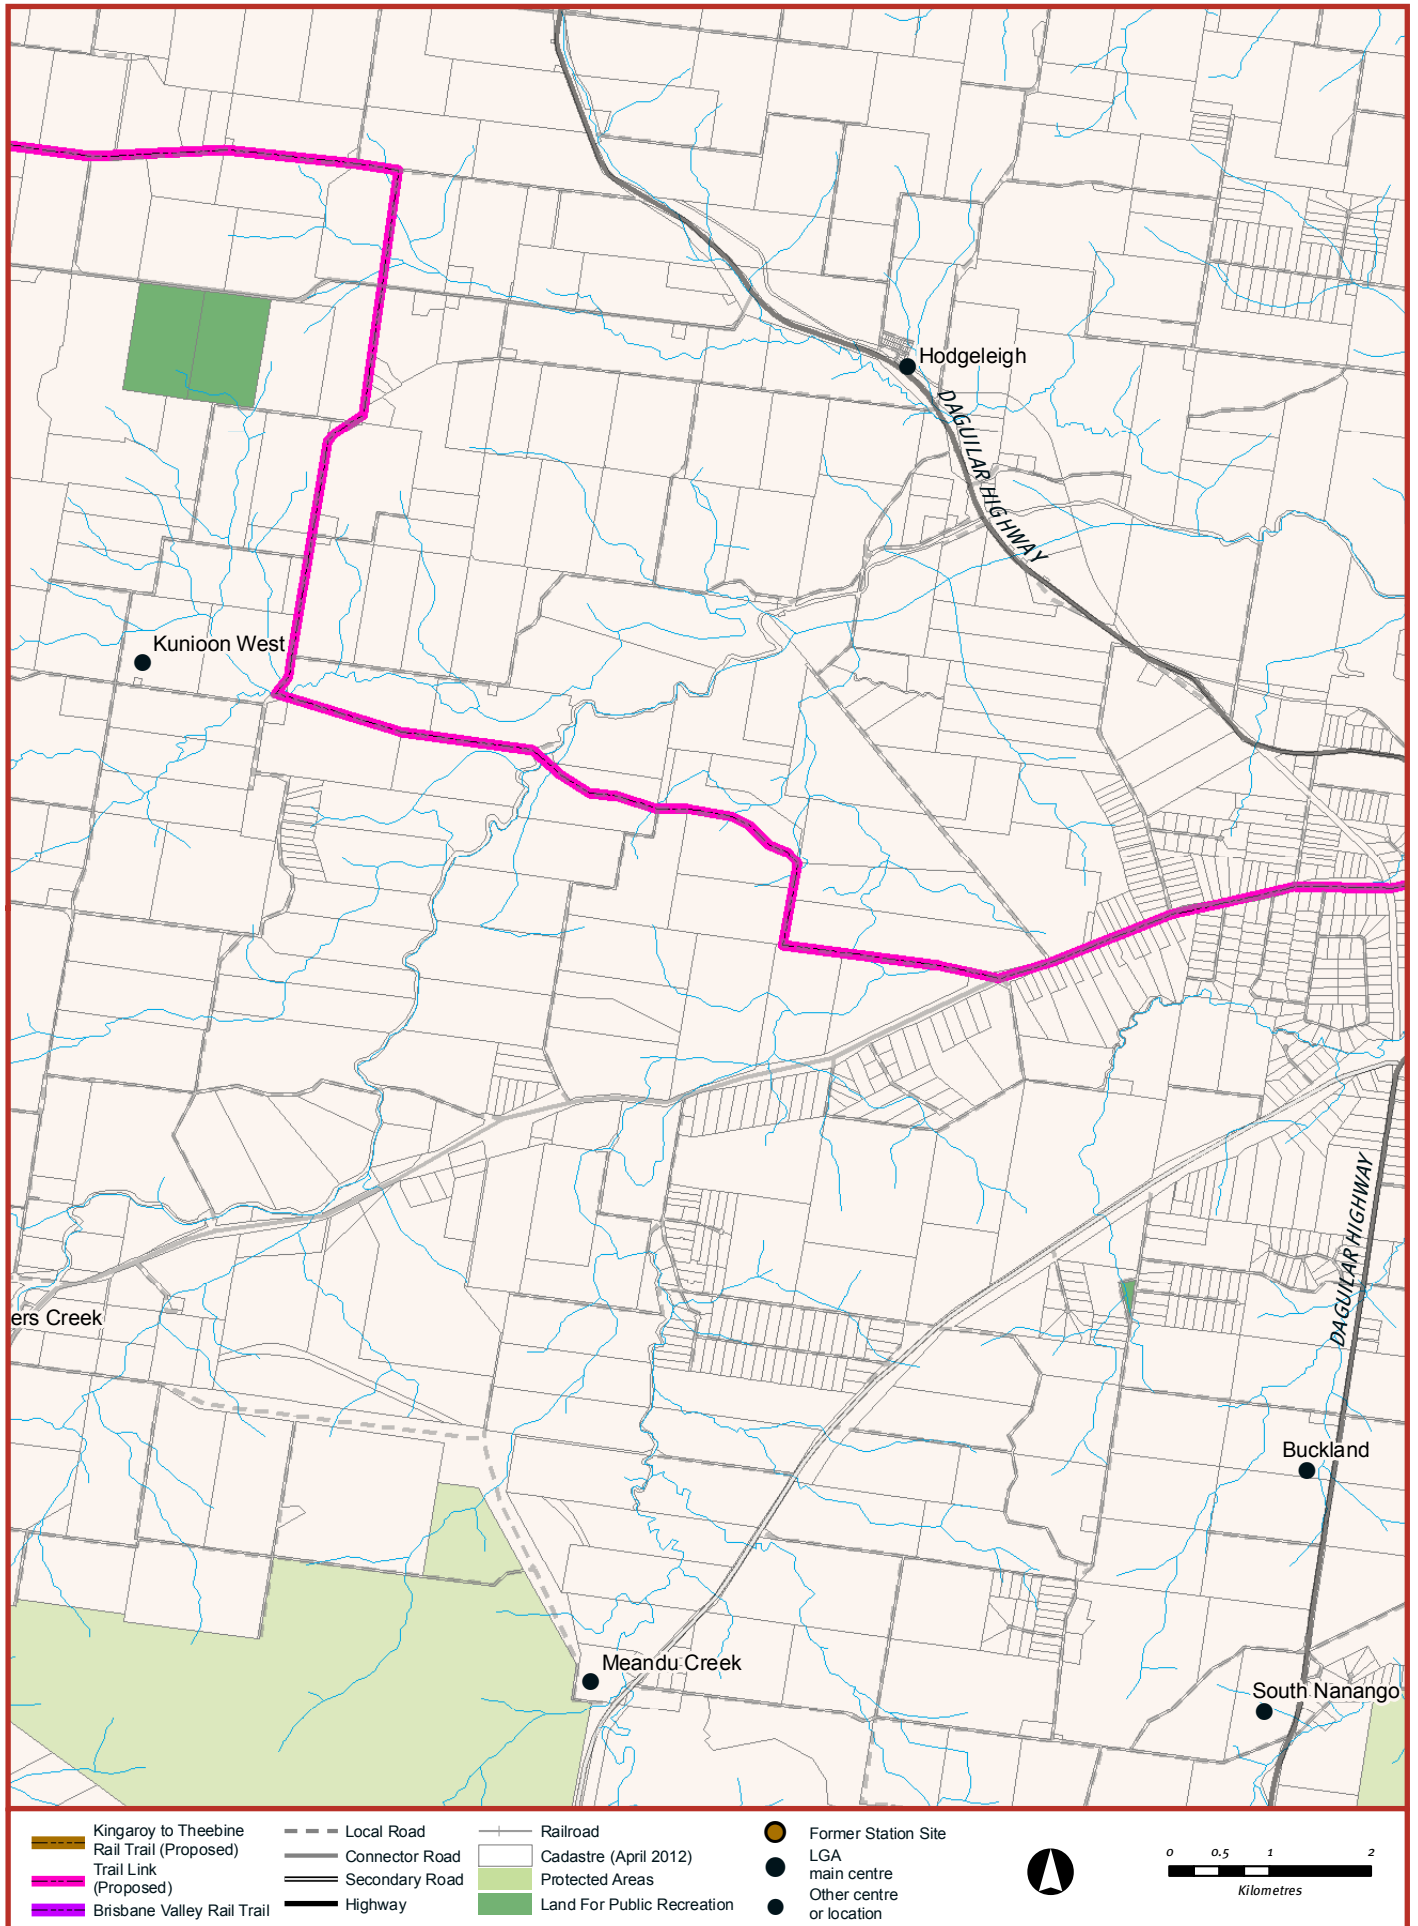 Hodgeleigh
DAGUILAR HIGHWAY
Kunioon West
DAGUILAR HIGHWAY
ers Creek
Buckland
Meandu Creek
South Nanango
Kingaroy to Theebine
Rail Trail (Proposed)
Trail Link
(Proposed)
Brisbane Valley Rail Trail
Local Road
Connector Road
Secondary Road
Highway
Railroad
Cadastre (April 2012)
Protected Areas
Land For Public Recreation
Former Station Site
LGA
main centre
Other centre
or location
0 0.5 1 2
Kilometres